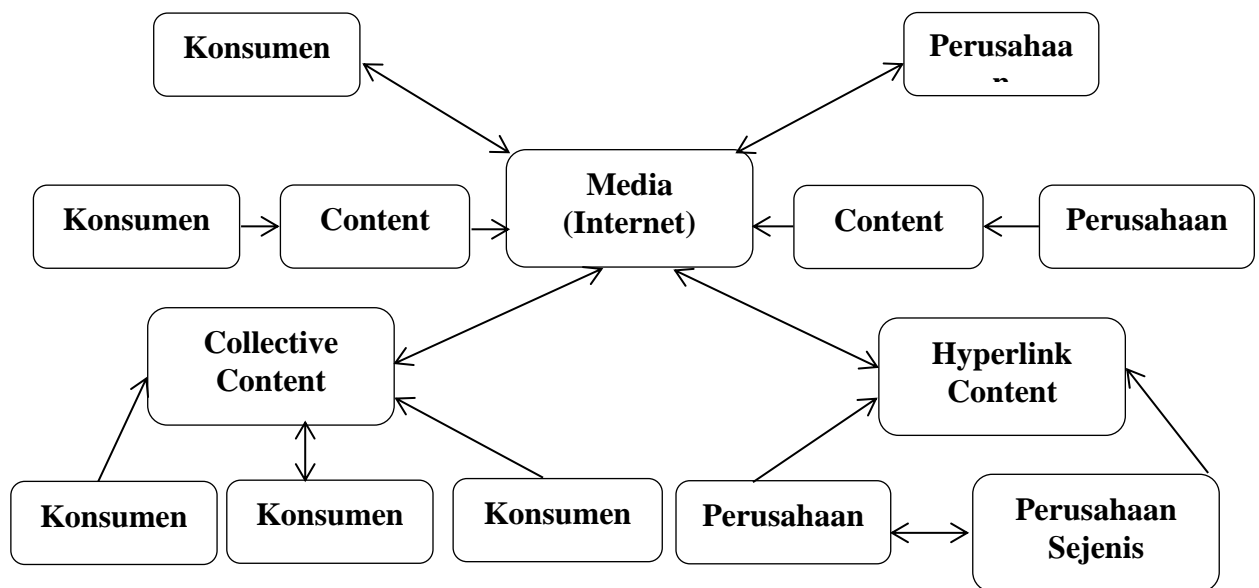 Konsumen
Perusahaa
Media
(Internet)
Konsumen
Content
Content
Perusahaan
Collective
Content
Hyperlink
Content
Konsumen
Konsumen
Konsumen
Perusahaan
Perusahaan
Sejenis